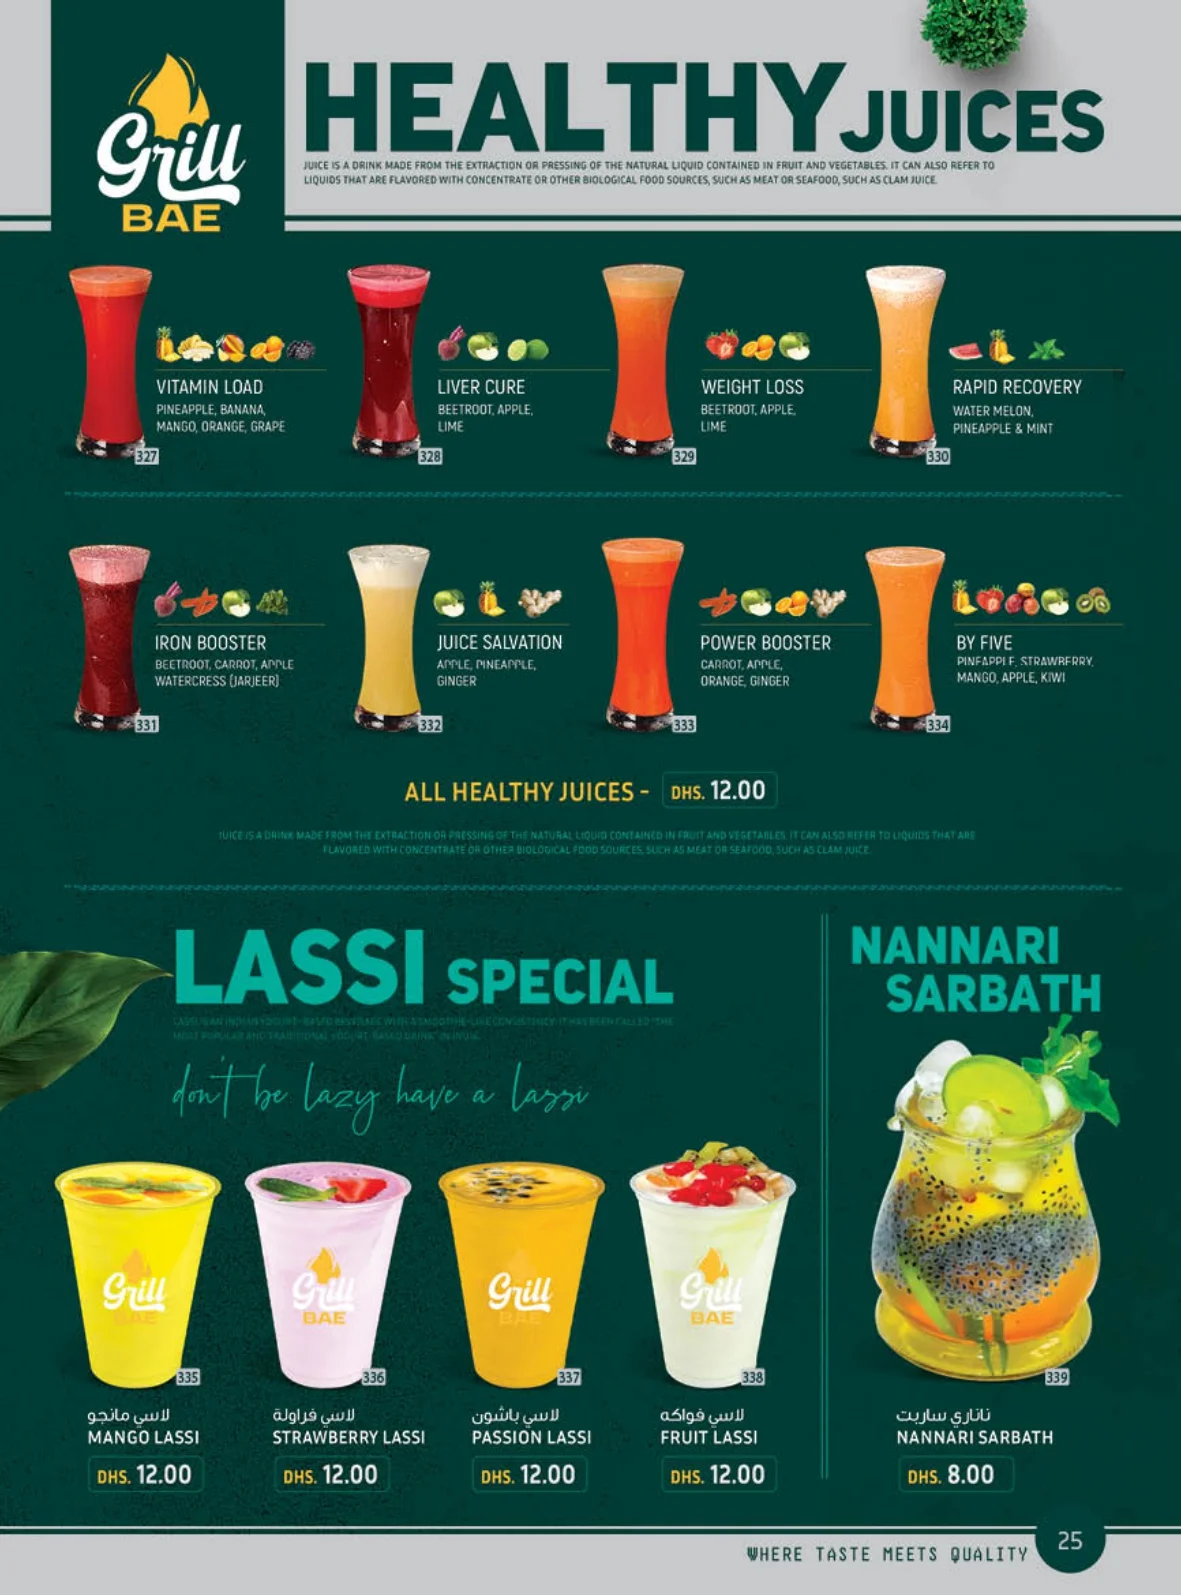 Grill
BAE
HEALTHY JUICES
JUICE IS A DRINK MADE FROM THE EXTRACTION OR PRESSING OF THE NATURAL LIQUID CONTAINED IN FRUIT AND VEGETABLES. IT CAN ALSO REFER TO
LIQUIDS THAT ARE FLAVORED WITH CONCENTRATE OR OTHER BIOLOGICAL FOOD SOURCES, SUCH AS MEAT OR SEAFOOD, SUCH AS CLAM JUICE.
VITAMIN LOAD
PINEAPPLE, BANANA,
MANGO, ORANGE, GRAPE
327
LIVER CURE
BEETROOT, APPLE,
LIME
328
WEIGHT LOSS
BEETROOT, APPLE,
LIME
329
RAPID RECOVERY
WATER MELON,
PINEAPPLE & MINT
330
IRON BOOSTER
BEETROOT, CARROT, APPLE
WATERCRESS (JARJEER)
331
JUICE SALVATION
APPLE, PINEAPPLE,
GINGER
332
POWER BOOSTER
CARROT, APPLE,
ORANGE, GINGER
333
BY FIVE
PINEAPPLE, STRAWBERRY,
MANGO, APPLE, KIWI
334
ALL HEALTHY JUICES - DHS. 12.00
JUICE IS A DRINK MADE FROM THE EXTRACTION OR PRESSING OF THE NATURAL LIQUID CONTAINED IN FRUIT AND VEGETABLES. IT CAN ALSO REFER TO LIQUIDS THAT ARE
FLAVORED WITH CONCENTRATE OR OTHER BIOLOGICAL FOOD SOURCES, SUCH AS MEAT OR SEAFOOD, SUCH AS CLAM JUICE.
LASSI SPECIAL
LASSI IS AN INDIAN YOGURT-BASED BEVERAGE WITH A SMOOTHIE-LIKE CONSISTENCY. IT HAS BEEN CALLED "THE
MOST POPULAR AND TRADITIONAL YOGURT-BASED DRINK" IN INDIA.
don't be lazy have a lassi
Grill
BAE
335
لاسي مانجو
MANGO LASSI
DHS. 12.00
Grill
BAE
336
لاسي فراولة
STRAWBERRY LASSI
DHS. 12.00
Grill
BAE
337
لاسي باشون
PASSION LASSI
DHS. 12.00
Grill
BAE
338
لاسي فواكه
FRUIT LASSI
DHS. 12.00
NANNARI
SARBATH
339
ناناري ساربت
NANNARI SARBATH
DHS. 8.00
WHERE TASTE MEETS QUALITY
25